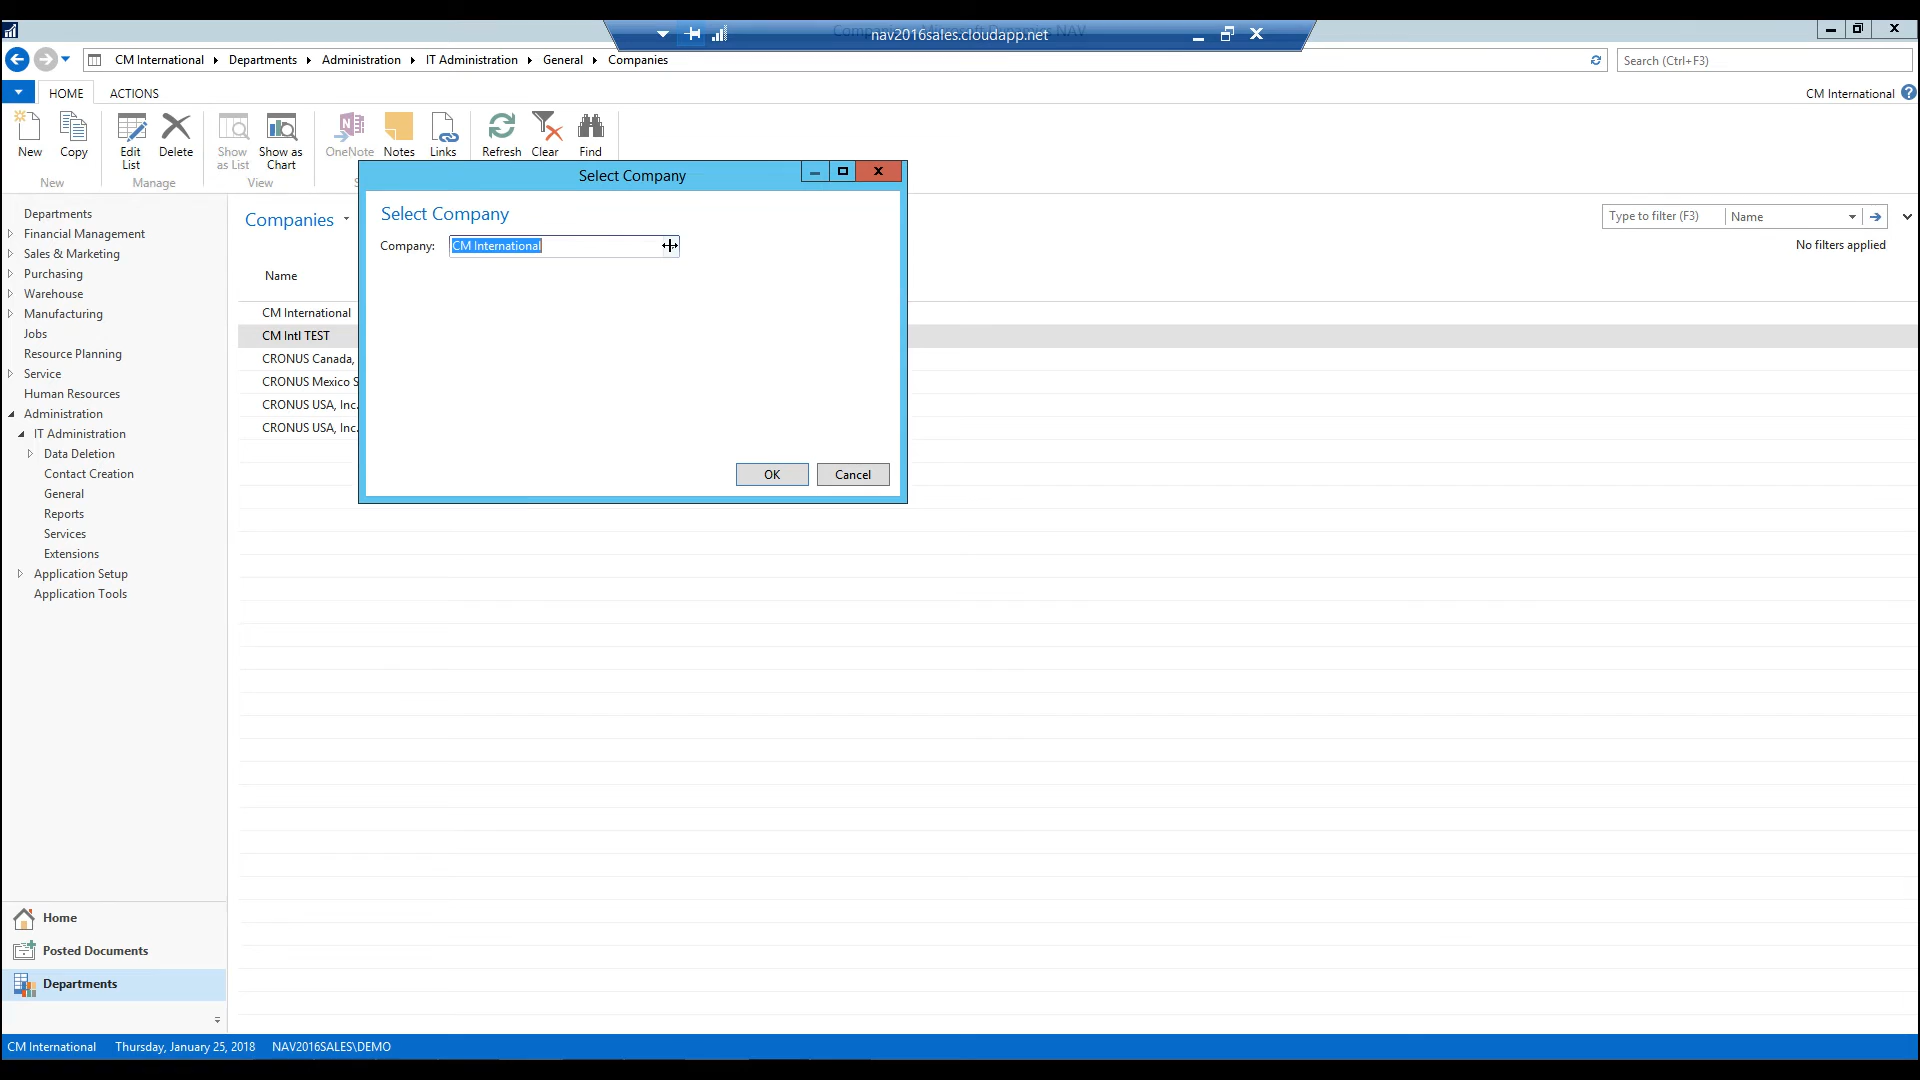 nav2016sales.cloudapp.net
CM International Departments Administration IT Administration General Companies
Search (Ctrl+F3)
HOME ACTIONS
CM International
New Copy Edit List Delete Show as List Show as Chart OneNote Notes Links Refresh Clear Find
New Manage View
Select Company
Select Company
Company: CM International
OK Cancel
Departments
Financial Management
Sales & Marketing
Purchasing
Warehouse
Manufacturing
Jobs
Resource Planning
Service
Human Resources
Administration
IT Administration
Data Deletion
Contact Creation
General
Reports
Services
Extensions
Application Setup
Application Tools
Companies
Type to filter (F3) Name
No filters applied
Name
CM International
CM Intl TEST
CRONUS Canada,
CRONUS Mexico S
CRONUS USA, Inc.
CRONUS USA, Inc.
Home
Posted Documents
Departments
CM International Thursday, January 25, 2018 NAV2016SALES\DEMO